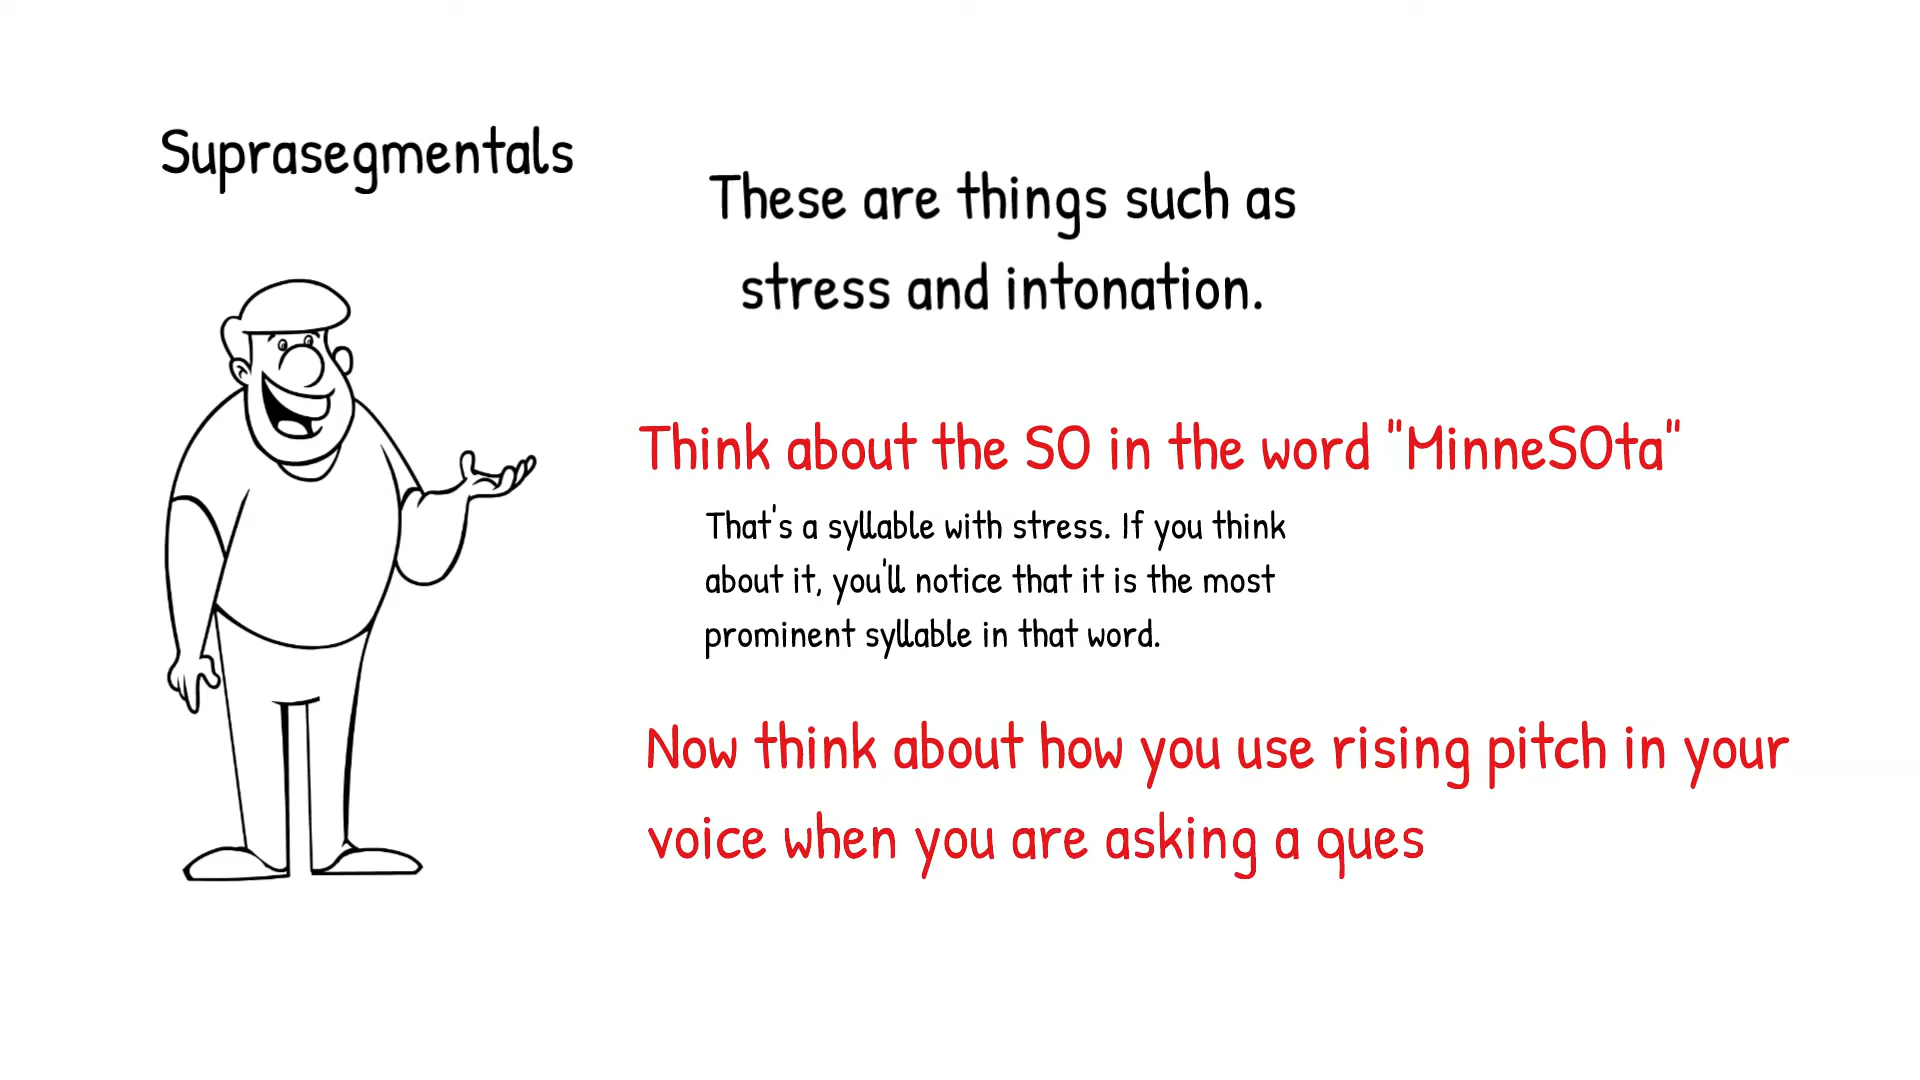 Suprasegmentals
These are things such as
stress and intonation.
Think about the SO in the word "MinneSOta"
That's a syllable with stress. If you think
about it, you'll notice that it is the most
prominent syllable in that word.
Now think about how you use rising pitch in your
voice when you are asking a ques